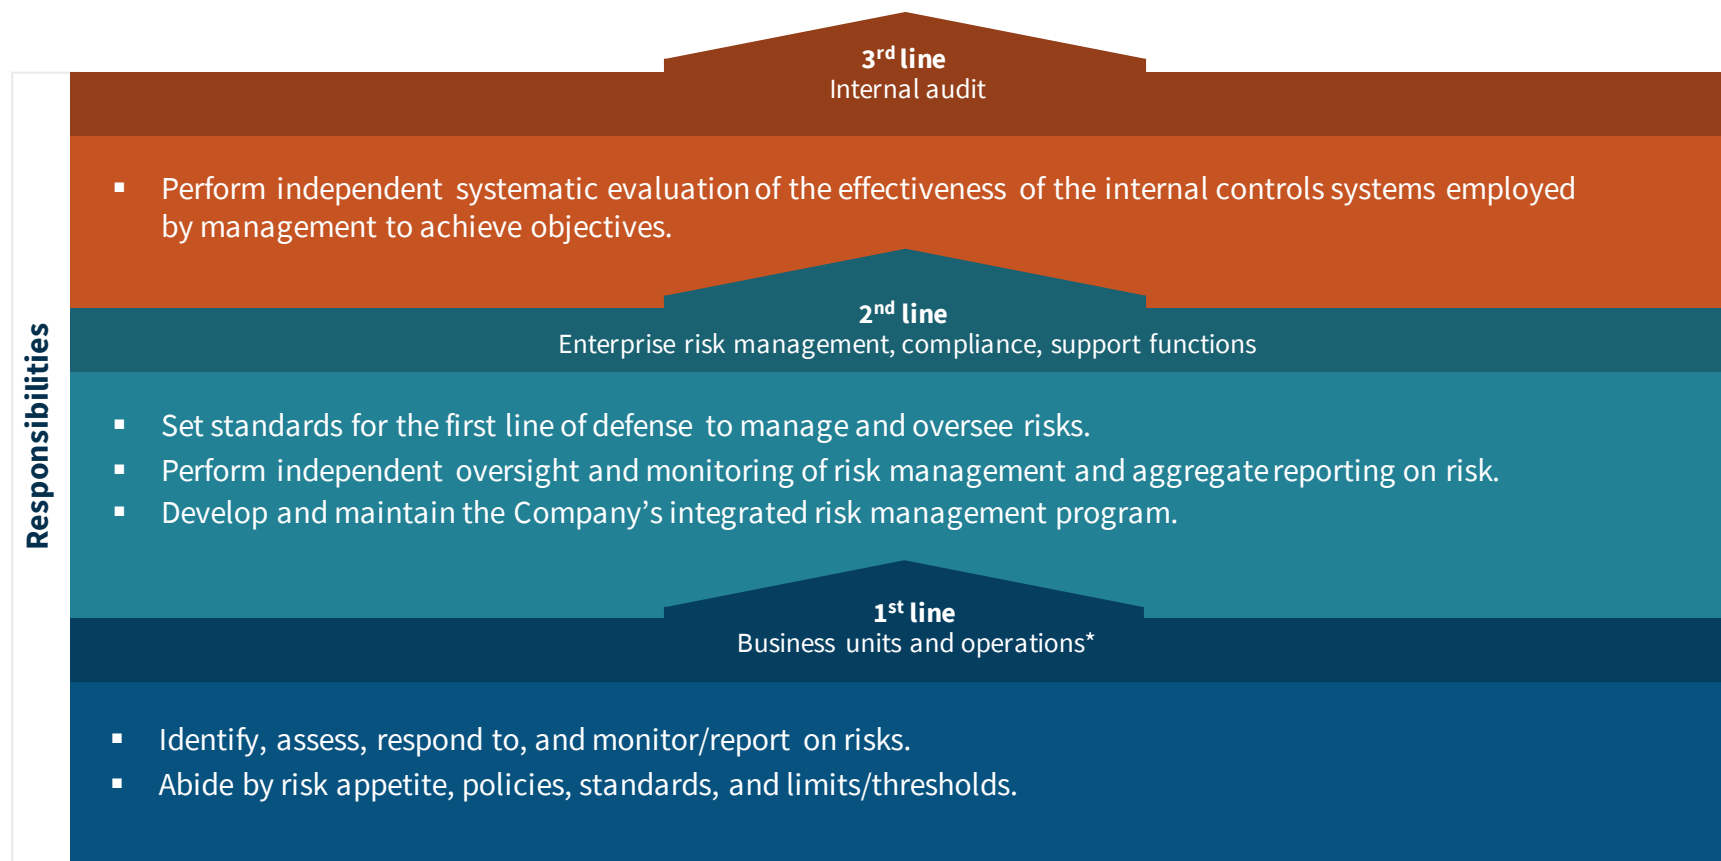 3rd line
Internal audit
▪ Perform independent systematic evaluation of the effectiveness of the internal controls systems employed
by management to achieve objectives.
2nd line
Enterprise risk management, compliance, support functions
Responsibilities
▪ Set standards for the first line of defense to manage and oversee risks.
▪ Perform independent oversight and monitoring of risk management and aggregate reporting on risk.
▪ Develop and maintain the Company’s integrated risk management program.
1st line
Business units and operations*
▪ Identify, assess, respond to, and monitor/report on risks.
▪ Abide by risk appetite, policies, standards, and limits/thresholds.